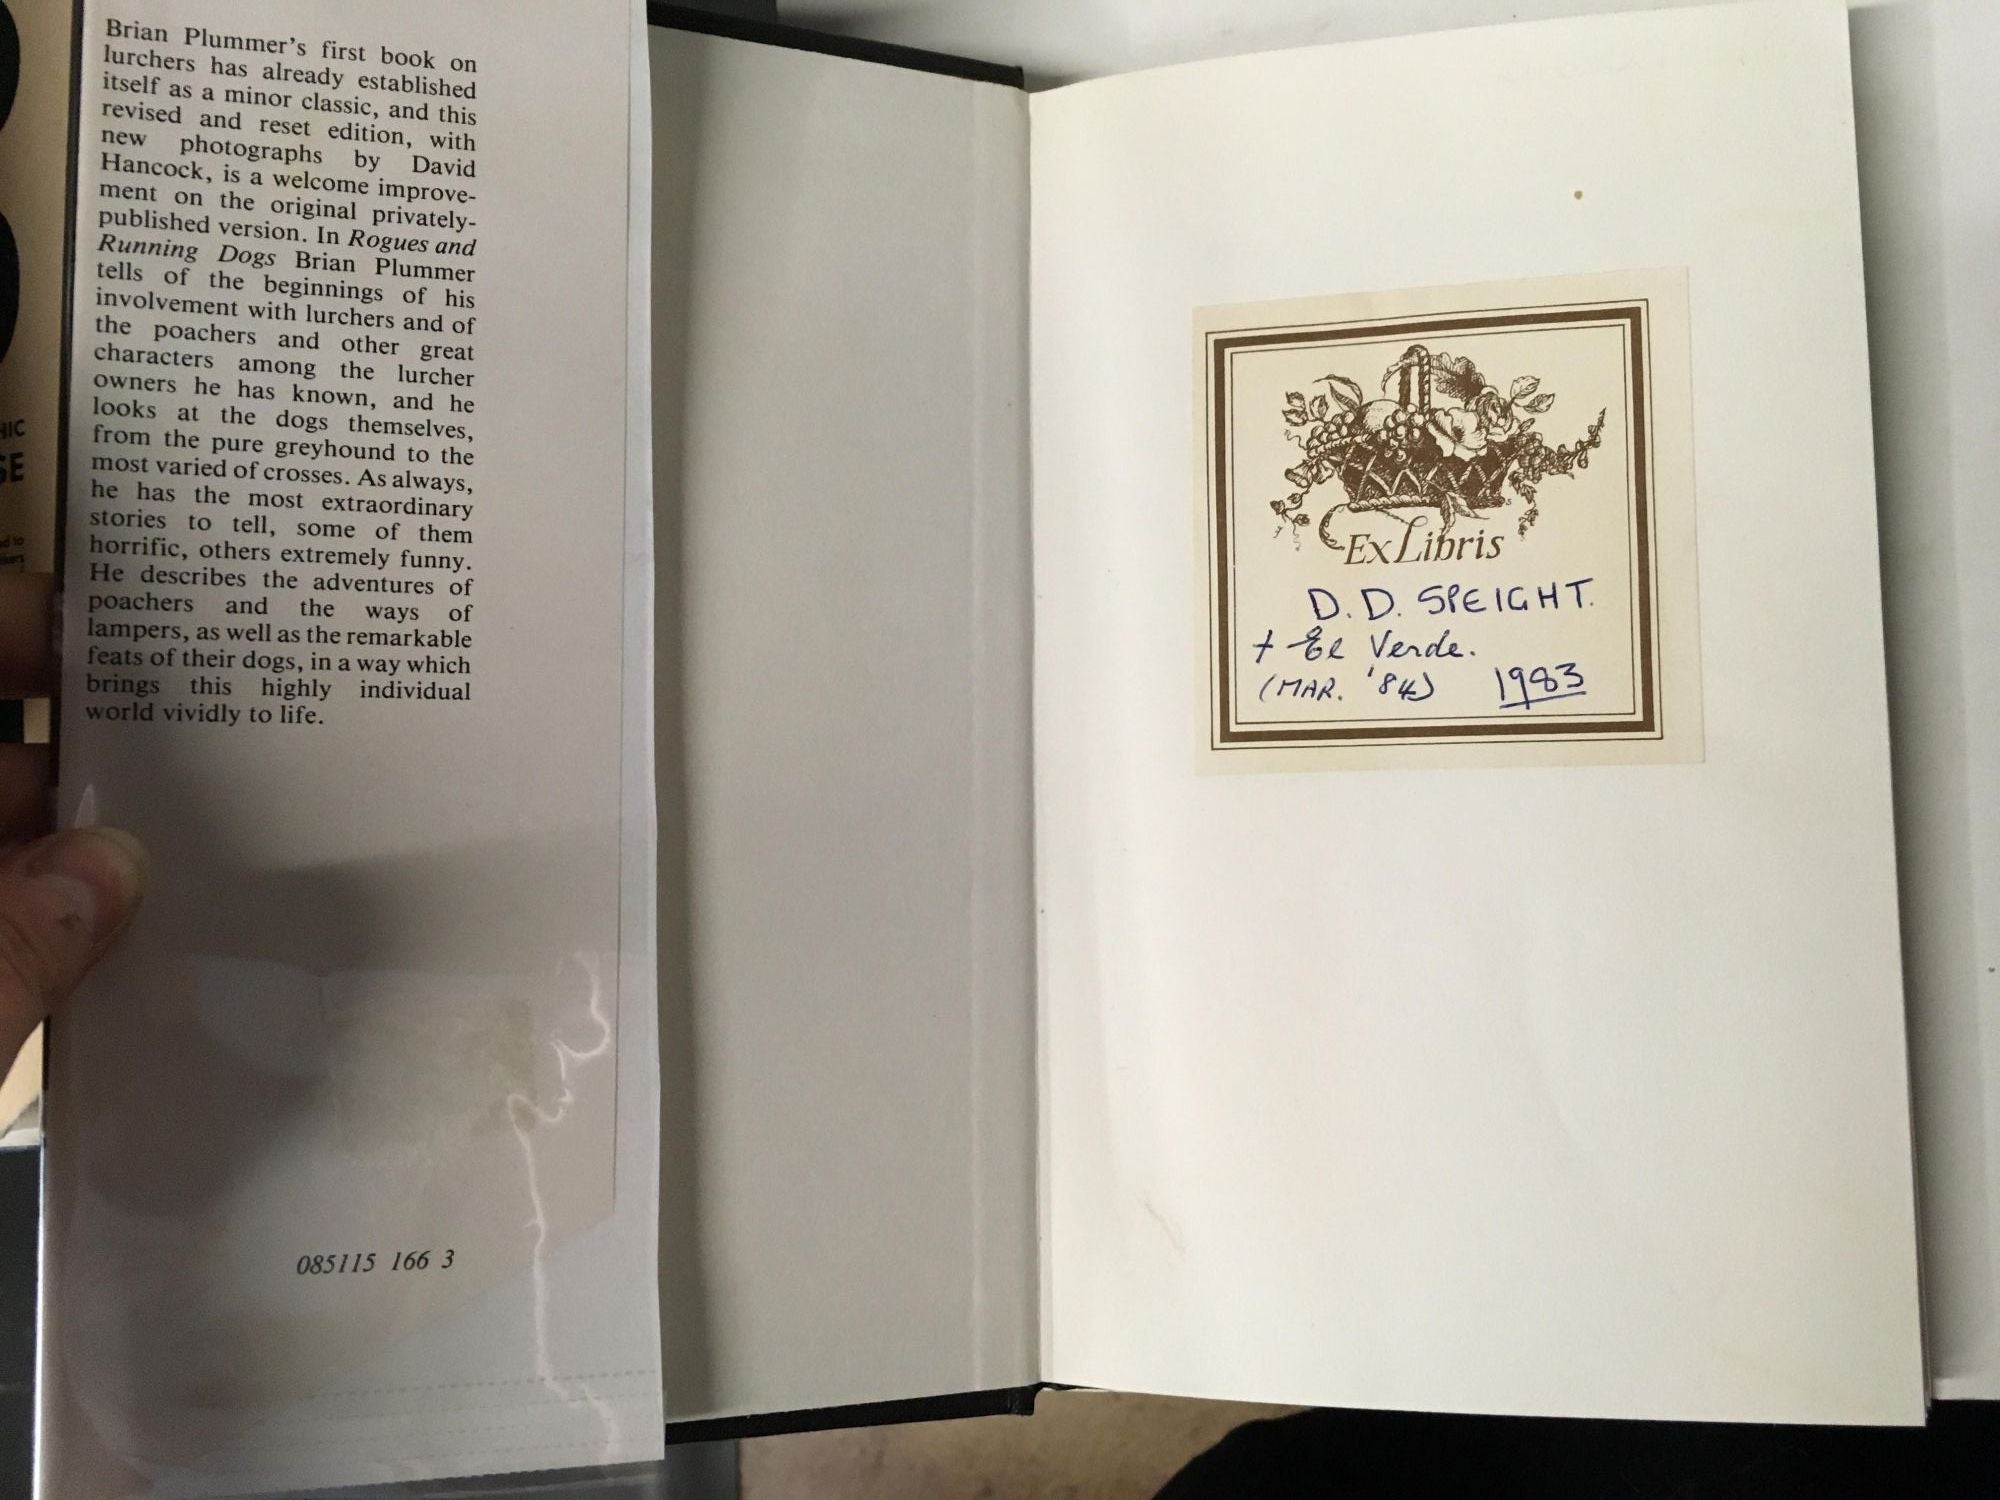 Brian Plummer's first book on
lurchers has already established
itself as a minor classic, and this
revised and reset edition, with
new photographs by David
Hancock, is a welcome improve-
ment on the original privately-
published version. In Rogues and
Running Dogs Brian Plummer
tells of the beginnings of his
involvement with lurchers and of
the poachers and other great
characters among the lurcher
owners he has known, and he
looks at the dogs themselves,
from the pure greyhound to the
most varied of crosses. As always,
he has the most extraordinary
stories to tell, some of them
horrific, others extremely funny.
He describes the adventures of
poachers and the ways of
lampers, as well as the remarkable
feats of their dogs, in a way which
brings this highly individual
world vividly to life.
085115 166 3
Ex Libris
D. D. SPEIGHT.
+ El Verde.
(MAR. '84) 1983